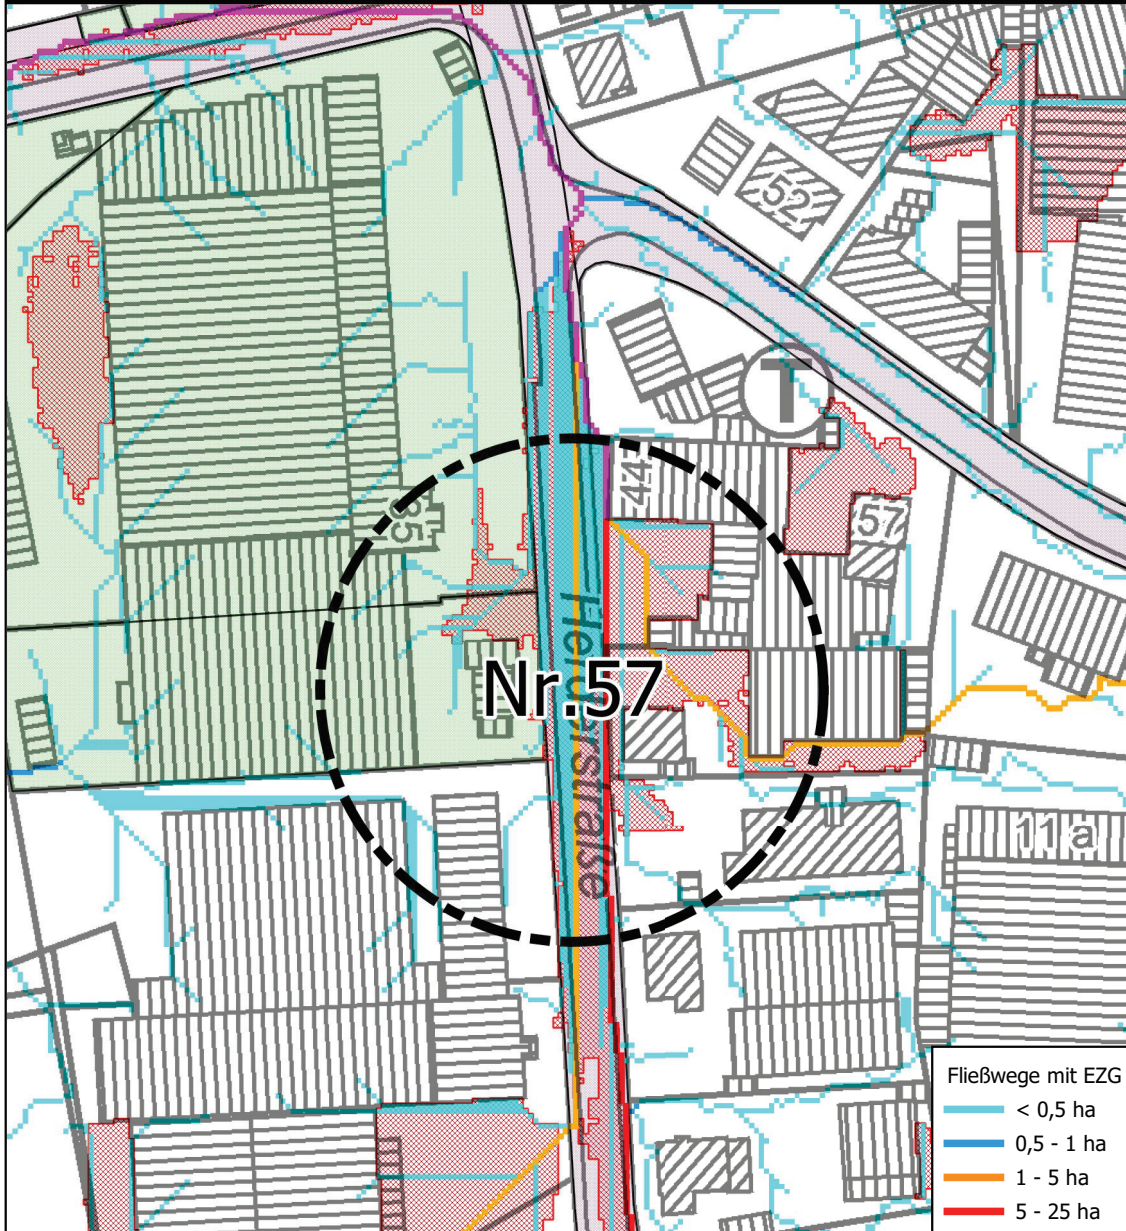 52
T
44
57
Herderstraße
Nr.57
11a
Fließwege mit EZG
< 0,5 ha
0,5 - 1 ha
1 - 5 ha
5 - 25 ha